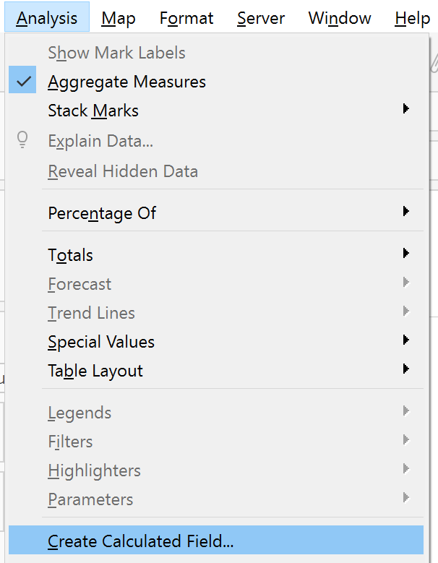 Analysis Map Format Server Window Help
Show Mark Labels
Aggregate Measures
Stack Marks
Explain Data...
Reveal Hidden Data
Percentage Of
Totals
Forecast
Trend Lines
Special Values
Table Layout
Legends
Filters
Highlighters
Parameters
Create Calculated Field...